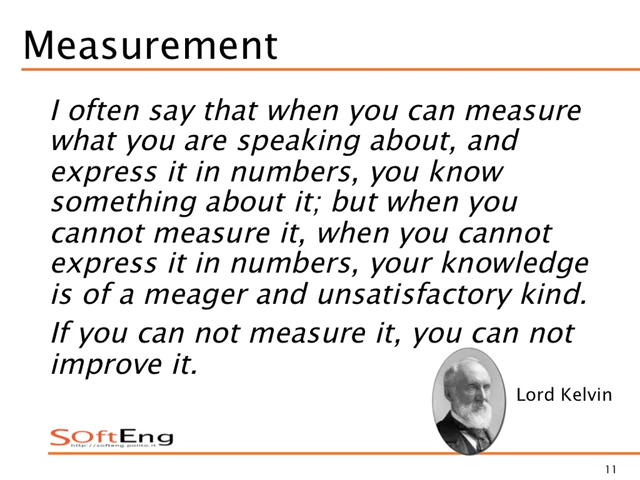 Measurement
I often say that when you can measure
what you are speaking about, and
express it in numbers, you know
something about it; but when you
cannot measure it, when you cannot
express it in numbers, your knowledge
is of a meager and unsatisfactory kind.
If you can not measure it, you can not
improve it.
Lord Kelvin
SOftEng
http://softeng.polito.it
11